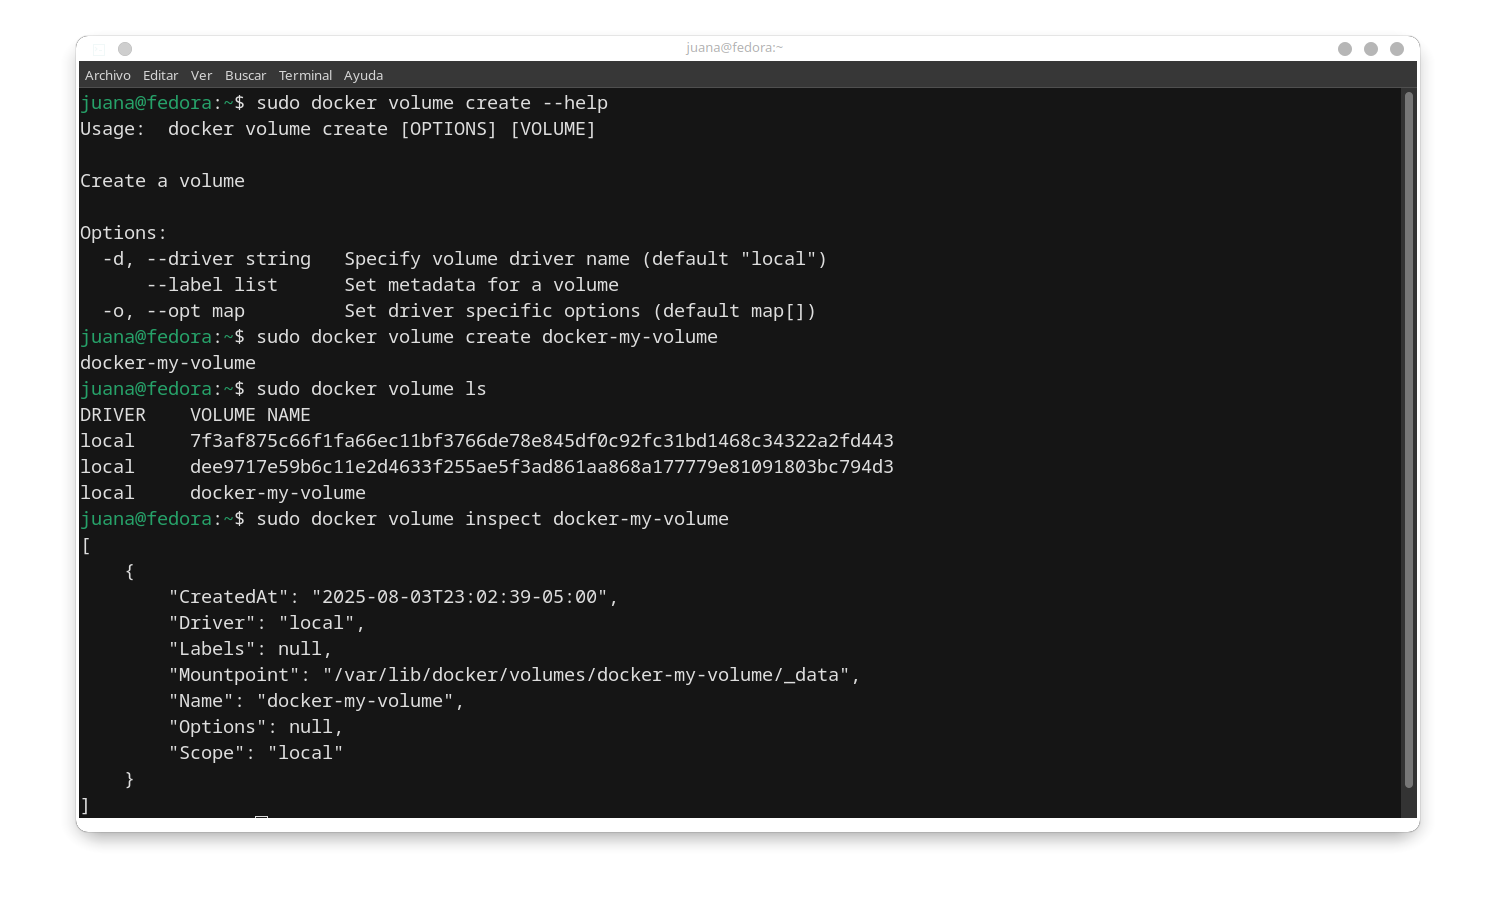 juana@fedora:~
Archivo Editar Ver Buscar Terminal Ayuda
juana@fedora:~$ sudo docker volume create --help
Usage:  docker volume create [OPTIONS] [VOLUME]

Create a volume

Options:
  -d, --driver string   Specify volume driver name (default "local")
      --label list      Set metadata for a volume
  -o, --opt map         Set driver specific options (default map[])
juana@fedora:~$ sudo docker volume create docker-my-volume
docker-my-volume
juana@fedora:~$ sudo docker volume ls
DRIVER    VOLUME NAME
local     7f3af875c66f1fa66ec11bf3766de78e845df0c92fc31bd1468c34322a2fd443
local     dee9717e59b6c11e2d4633f255ae5f3ad861aa868a177779e81091803bc794d3
local     docker-my-volume
juana@fedora:~$ sudo docker volume inspect docker-my-volume
[
    {
        "CreatedAt": "2025-08-03T23:02:39-05:00",
        "Driver": "local",
        "Labels": null,
        "Mountpoint": "/var/lib/docker/volumes/docker-my-volume/_data",
        "Name": "docker-my-volume",
        "Options": null,
        "Scope": "local"
    }
]